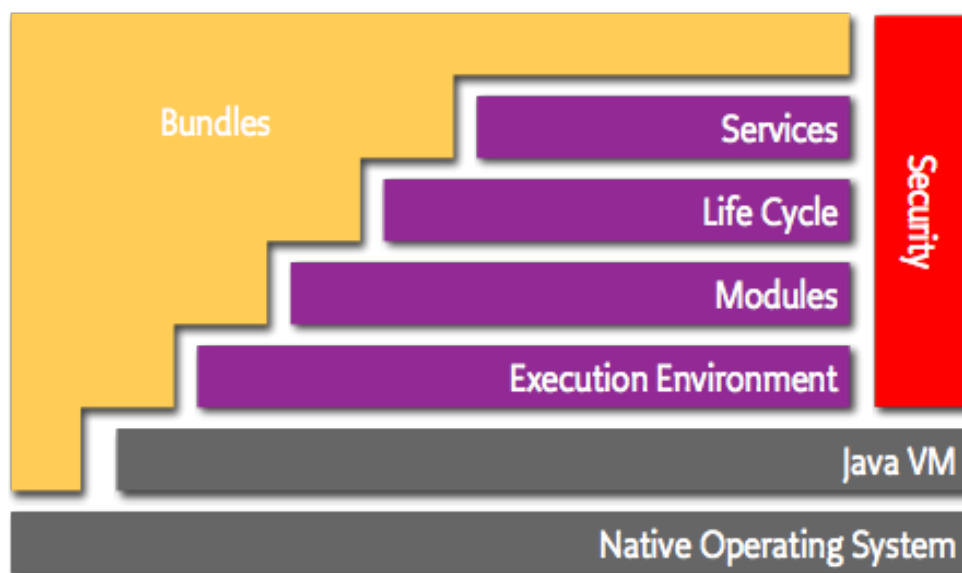 Bundles
Services
Life Cycle
Modules
Execution Environment
Security
Java VM
Native Operating System